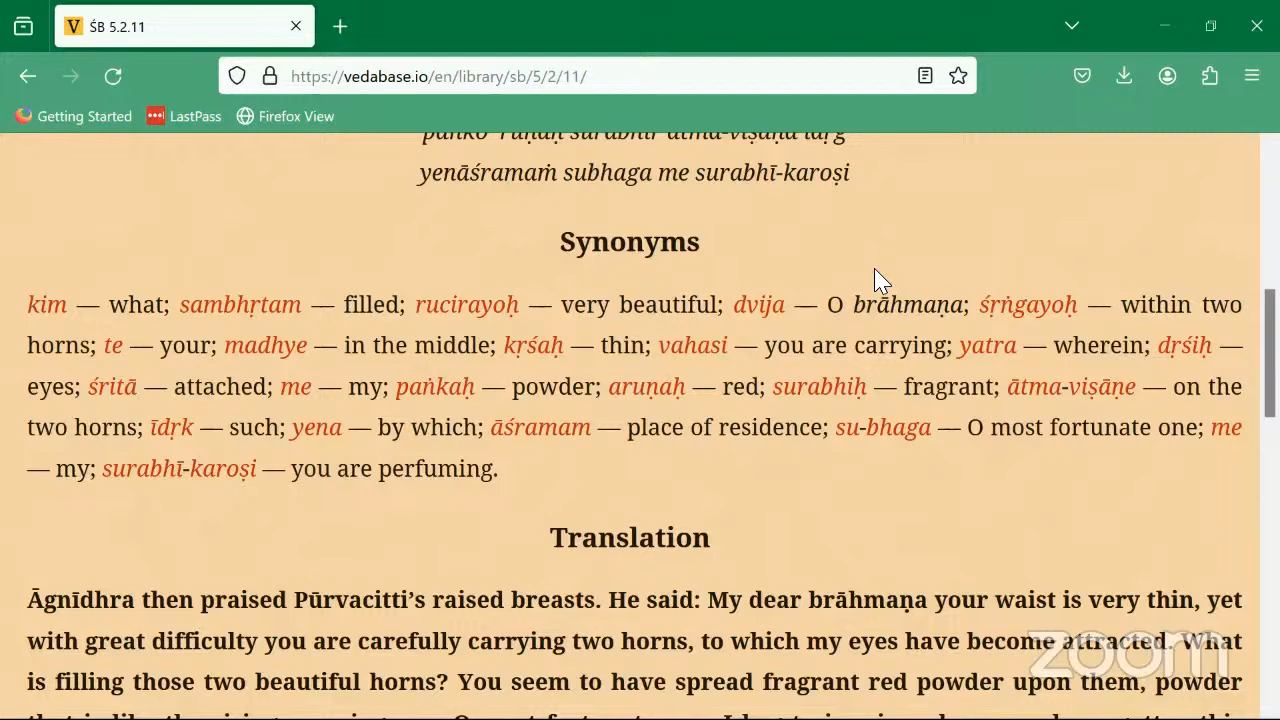 ŚB 5.2.11
https://vedabase.io/en/library/sb/5/2/11/
Getting Started LastPass Firefox View
yenāśramaṁ subhaga me surabhī-karoṣi
Synonyms
kim — what; sambhṛtam — filled; rucirayoḥ — very beautiful; dvija — O brāhmaṇa; śṛṅgayoḥ — within two
horns; te — your; madhye — in the middle; kṛśaḥ — thin; vahasi — you are carrying; yatra — wherein; dṛśiḥ —
eyes; śritā — attached; me — my; paṅkaḥ — powder; aruṇaḥ — red; surabhiḥ — fragrant; ātma-viṣāṇe — on the
two horns; īdṛk — such; yena — by which; āśramam — place of residence; su-bhaga — O most fortunate one; me
— my; surabhī-karoṣi — you are perfuming.
Translation
Āgnīdhra then praised Pūrvacitti’s raised breasts. He said: My dear brāhmaṇa your waist is very thin, yet
with great difficulty you are carefully carrying two horns, to which my eyes have become attracted. What
is filling those two beautiful horns? You seem to have spread fragrant red powder upon them, powder
zoom